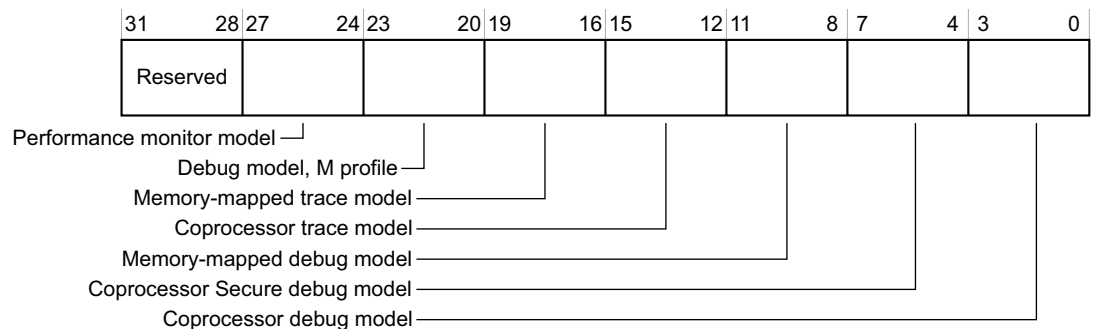 31 28 27 24 23 20 19 16 15 12 11 8 7 4 3 0
Reserved
Performance monitor model
Debug model, M profile
Memory-mapped trace model
Coprocessor trace model
Memory-mapped debug model
Coprocessor Secure debug model
Coprocessor debug model